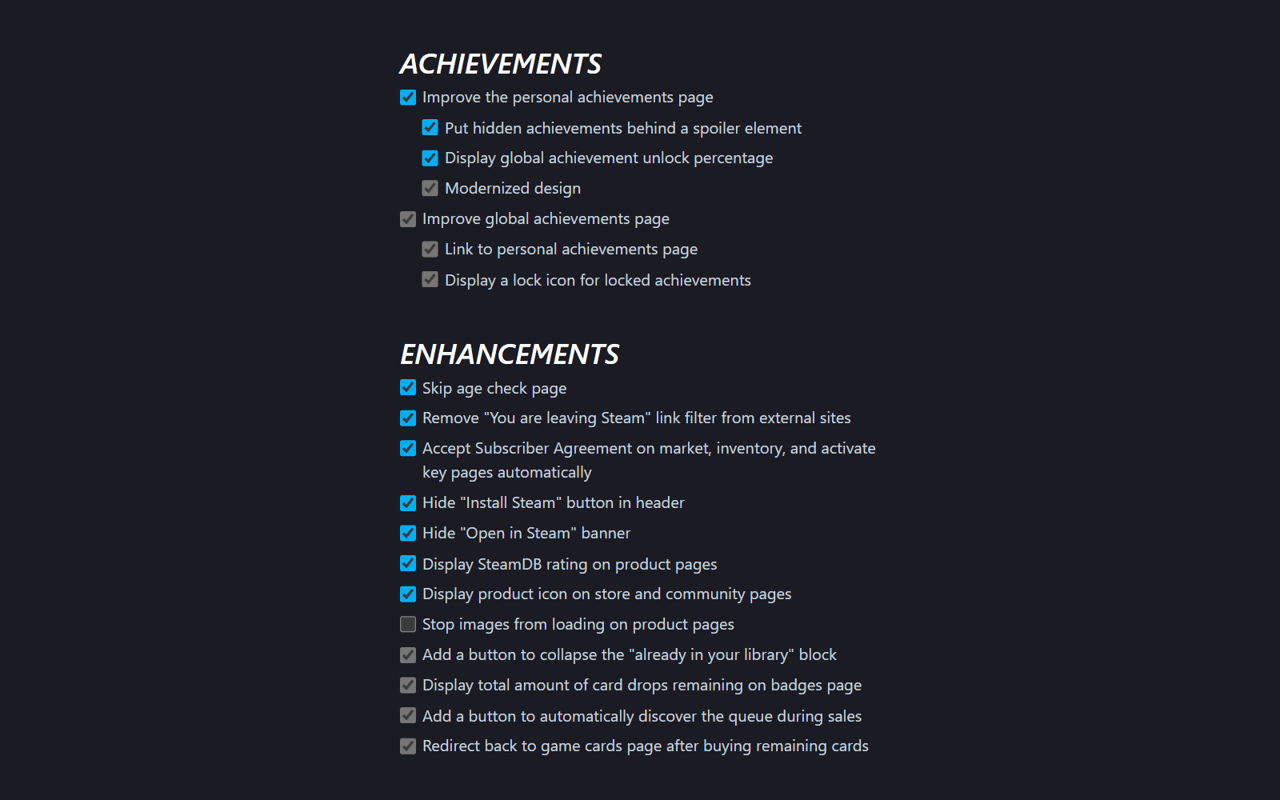 ACHIEVEMENTS
Improve the personal achievements page
Put hidden achievements behind a spoiler element
Display global achievement unlock percentage
Modernized design
Improve global achievements page
Link to personal achievements page
Display a lock icon for locked achievements
ENHANCEMENTS
Skip age check page
Remove "You are leaving Steam" link filter from external sites
Accept Subscriber Agreement on market, inventory, and activate
key pages automatically
Hide "Install Steam" button in header
Hide "Open in Steam" banner
Display SteamDB rating on product pages
Display product icon on store and community pages
Stop images from loading on product pages
Add a button to collapse the "already in your library" block
Display total amount of card drops remaining on badges page
Add a button to automatically discover the queue during sales
Redirect back to game cards page after buying remaining cards